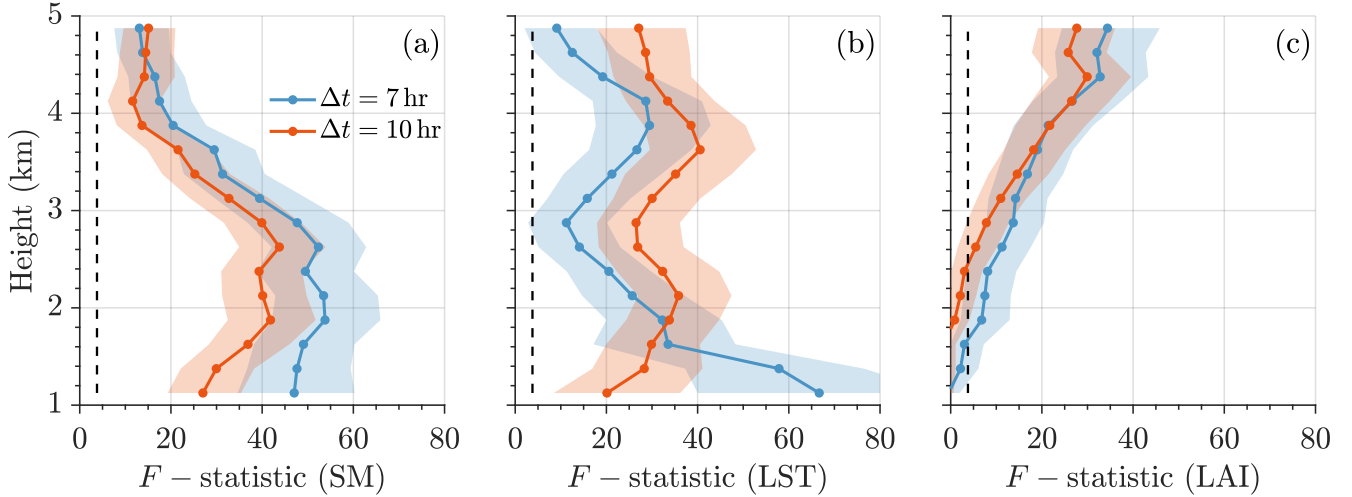 (a)
(b)
(c)
Δt = 7 hr
Δt = 10 hr
Height (km)
5
4
3
2
1
0 20 40 60 80
0 20 40 60 80
0 20 40 60 80
F − statistic (SM)
F − statistic (LST)
F − statistic (LAI)